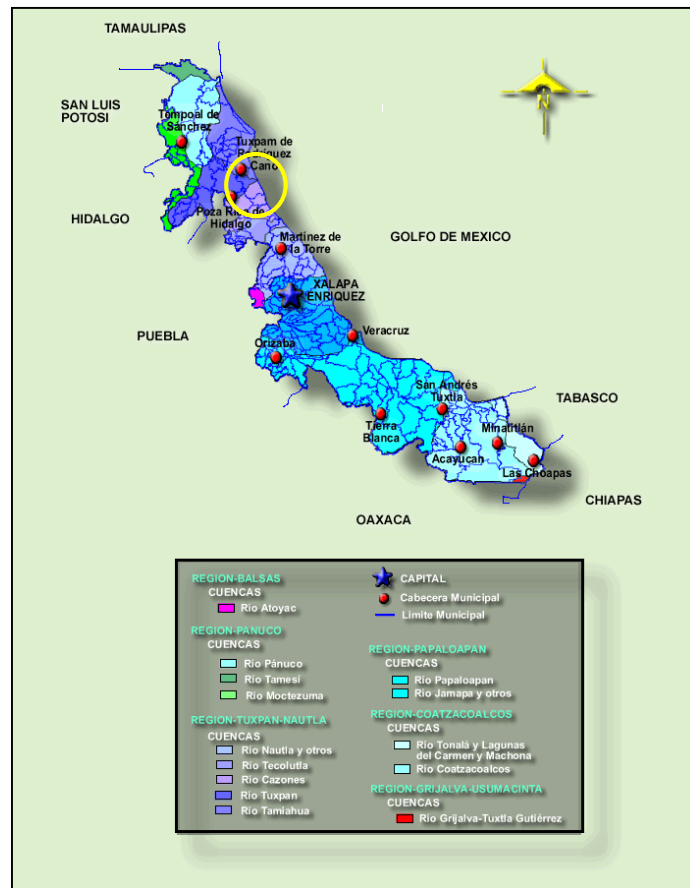 TAMAULIPAS
SAN LUIS
POTOSI
Tempoal de
Sánchez
Tuxpam de
Rodríguez
Cano
N
HIDALGO
Poza Rica de
Hidalgo
Martínez de
la Torre
GOLFO DE MEXICO
XALAPA
ENRIQUEZ
PUEBLA
Orizaba
Veracruz
San Andrés
Tuxtla
TABASCO
Tierra
Blanca
Minatitlán
Acayucan
Las Choapas
CHIAPAS
OAXACA
REGION-BALSAS
CUENCAS
Río Atoyac
REGION-PANUCO
CUENCAS
Río Pánuco
Río Tamesí
Río Moctezuma
REGION-TUXPAN-NAUTLA
CUENCAS
Río Nautla y otros
Río Tecolutla
Río Cazones
Río Tuxpan
Río Tamiahua
CAPITAL
Cabecera Municipal
Limite Municipal
REGION-PAPALOAPAN
CUENCAS
Río Papaloapan
Río Jamapa y otros
REGION-COATZACOALCOS
CUENCAS
Río Tonalá y Lagunas
del Carmen y Machona
Río Coatzacoalcos
REGION-GRIJALVA-USUMACINTA
CUENCAS
Río Grijalva-Tuxtla Gutiérrez